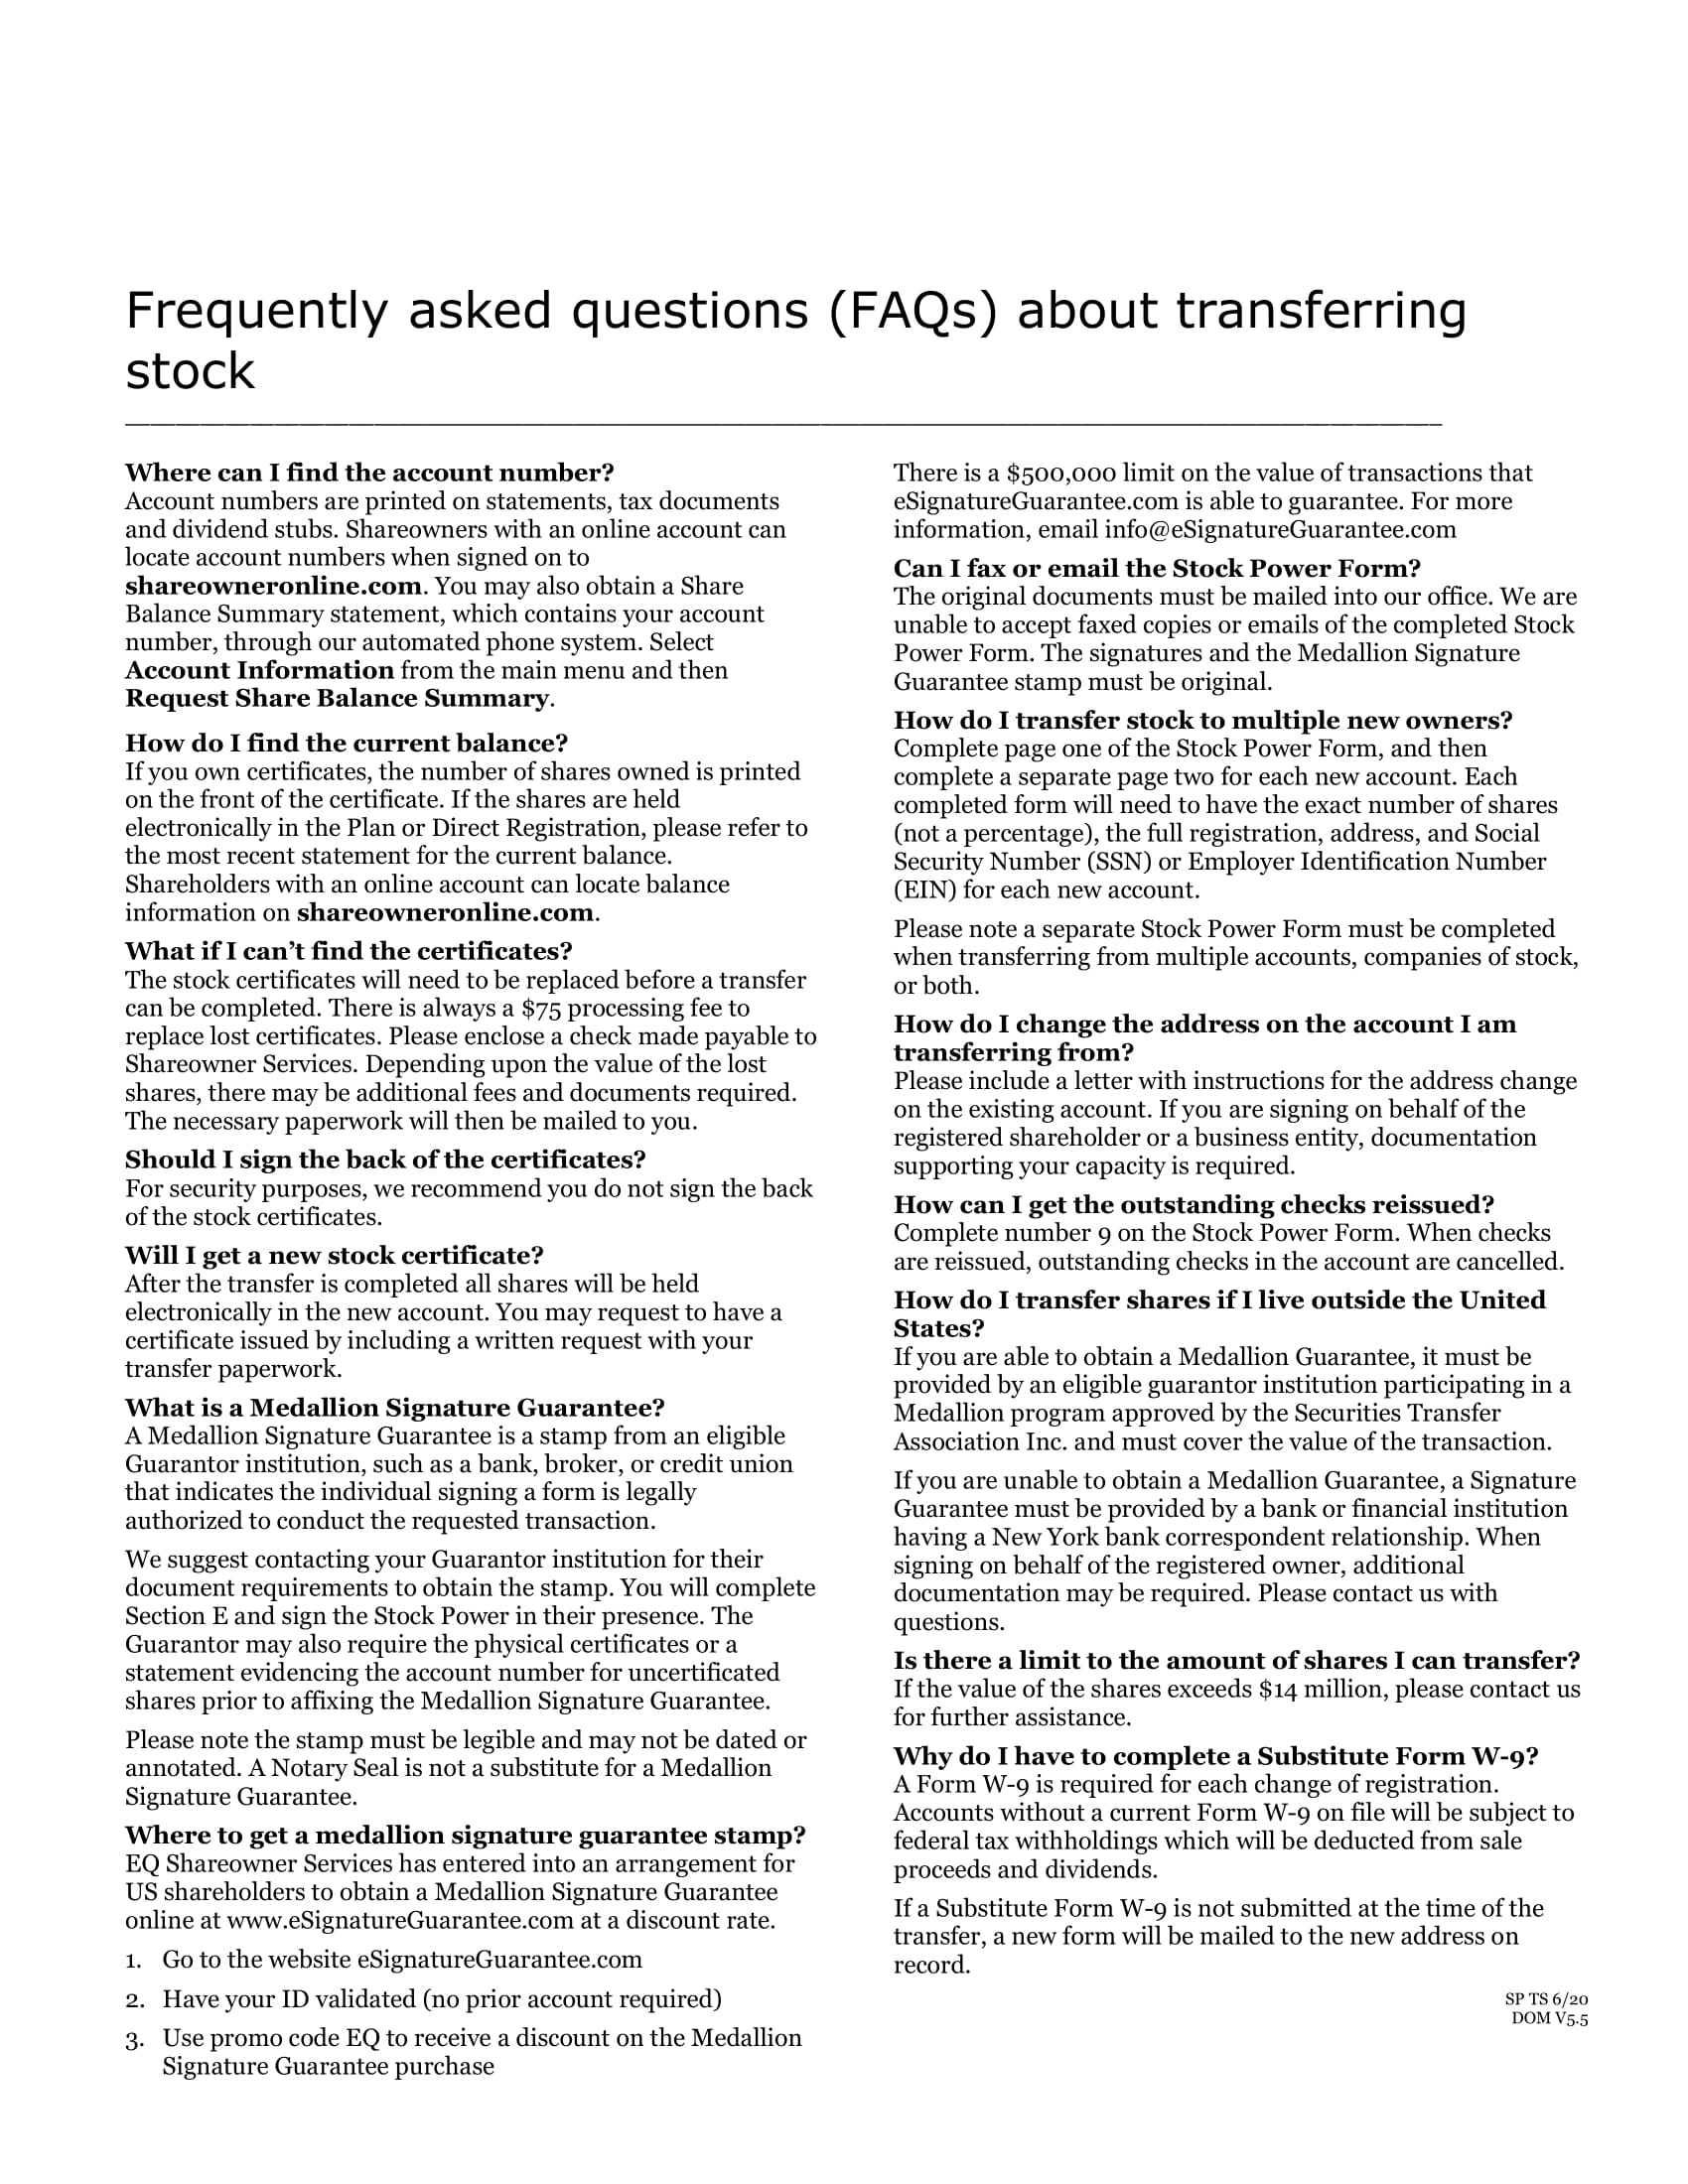 Frequently asked questions (FAQs) about transferring
stock
Where can I find the account number?
Account numbers are printed on statements, tax documents
and dividend stubs. Shareowners with an online account can
locate account numbers when signed on to
shareowneronline.com. You may also obtain a Share
Balance Summary statement, which contains your account
number, through our automated phone system. Select
Account Information from the main menu and then
Request Share Balance Summary.
How do I find the current balance?
If you own certificates, the number of shares owned is printed
on the front of the certificate. If the shares are held
electronically in the Plan or Direct Registration, please refer to
the most recent statement for the current balance.
Shareholders with an online account can locate balance
information on shareowneronline.com.
What if I can’t find the certificates?
The stock certificates will need to be replaced before a transfer
can be completed. There is always a $75 processing fee to
replace lost certificates. Please enclose a check made payable to
Shareowner Services. Depending upon the value of the lost
shares, there may be additional fees and documents required.
The necessary paperwork will then be mailed to you.
Should I sign the back of the certificates?
For security purposes, we recommend you do not sign the back
of the stock certificates.
Will I get a new stock certificate?
After the transfer is completed all shares will be held
electronically in the new account. You may request to have a
certificate issued by including a written request with your
transfer paperwork.
What is a Medallion Signature Guarantee?
A Medallion Signature Guarantee is a stamp from an eligible
Guarantor institution, such as a bank, broker, or credit union
that indicates the individual signing a form is legally
authorized to conduct the requested transaction.
We suggest contacting your Guarantor institution for their
document requirements to obtain the stamp. You will complete
Section E and sign the Stock Power in their presence. The
Guarantor may also require the physical certificates or a
statement evidencing the account number for uncertificated
shares prior to affixing the Medallion Signature Guarantee.
Please note the stamp must be legible and may not be dated or
annotated. A Notary Seal is not a substitute for a Medallion
Signature Guarantee.
Where to get a medallion signature guarantee stamp?
EQ Shareowner Services has entered into an arrangement for
US shareholders to obtain a Medallion Signature Guarantee
online at www.eSignatureGuarantee.com at a discount rate.
1. Go to the website eSignatureGuarantee.com
2. Have your ID validated (no prior account required)
3. Use promo code EQ to receive a discount on the Medallion
Signature Guarantee purchase
There is a $500,000 limit on the value of transactions that
eSignatureGuarantee.com is able to guarantee. For more
information, email info@eSignatureGuarantee.com
Can I fax or email the Stock Power Form?
The original documents must be mailed into our office. We are
unable to accept faxed copies or emails of the completed Stock
Power Form. The signatures and the Medallion Signature
Guarantee stamp must be original.
How do I transfer stock to multiple new owners?
Complete page one of the Stock Power Form, and then
complete a separate page two for each new account. Each
completed form will need to have the exact number of shares
(not a percentage), the full registration, address, and Social
Security Number (SSN) or Employer Identification Number
(EIN) for each new account.
Please note a separate Stock Power Form must be completed
when transferring from multiple accounts, companies of stock,
or both.
How do I change the address on the account I am
transferring from?
Please include a letter with instructions for the address change
on the existing account. If you are signing on behalf of the
registered shareholder or a business entity, documentation
supporting your capacity is required.
How can I get the outstanding checks reissued?
Complete number 9 on the Stock Power Form. When checks
are reissued, outstanding checks in the account are cancelled.
How do I transfer shares if I live outside the United
States?
If you are able to obtain a Medallion Guarantee, it must be
provided by an eligible guarantor institution participating in a
Medallion program approved by the Securities Transfer
Association Inc. and must cover the value of the transaction.
If you are unable to obtain a Medallion Guarantee, a Signature
Guarantee must be provided by a bank or financial institution
having a New York bank correspondent relationship. When
signing on behalf of the registered owner, additional
documentation may be required. Please contact us with
questions.
Is there a limit to the amount of shares I can transfer?
If the value of the shares exceeds $14 million, please contact us
for further assistance.
Why do I have to complete a Substitute Form W-9?
A Form W-9 is required for each change of registration.
Accounts without a current Form W-9 on file will be subject to
federal tax withholdings which will be deducted from sale
proceeds and dividends.
If a Substitute Form W-9 is not submitted at the time of the
transfer, a new form will be mailed to the new address on
record.
SP TS 6/20
DOM V5.5